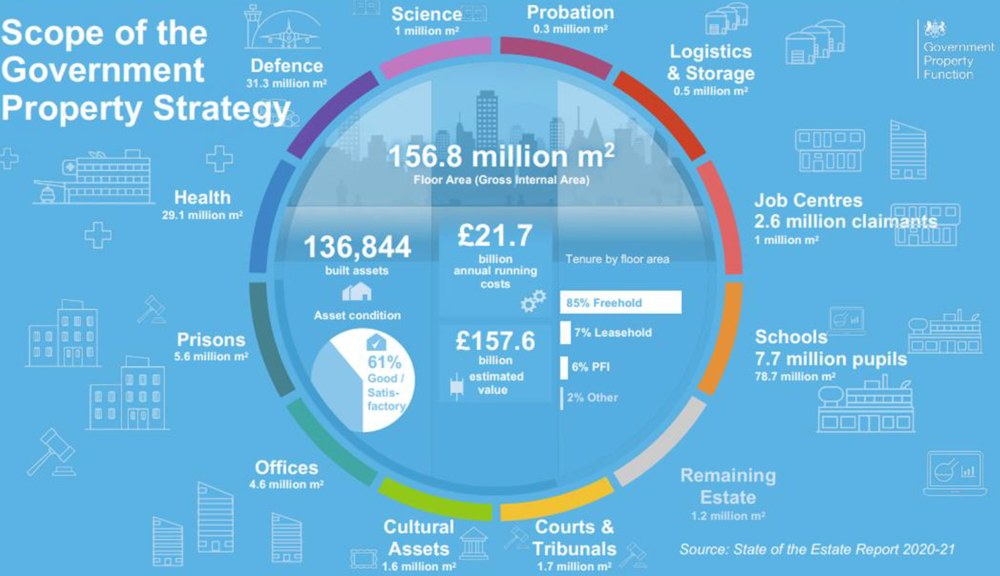 Scope of the
Government
Property Strategy
Defence
31.3 million m²
Science
1 million m²
Probation
0.3 million m²
Logistics
& Storage
0.5 million m²
Government
Property
Function
Health
29.1 million m²
156.8 million m²
Floor Area (Gross Internal Area)
Job Centres
2.6 million claimants
1 million m²
136,844
built assets
Asset condition
61%
Good /
Satis-
factory
£21.7
billion
annual running
costs
£157.6
billion
estimated
value
Tenure by floor area
85% Freehold
7% Leasehold
6% PFI
2% Other
Prisons
5.6 million m²
Schools
7.7 million pupils
78.7 million m²
Offices
4.6 million m²
Remaining
Estate
1.2 million m²
Cultural
Assets
1.6 million m²
Courts &
Tribunals
1.7 million m²
Source: State of the Estate Report 2020-21